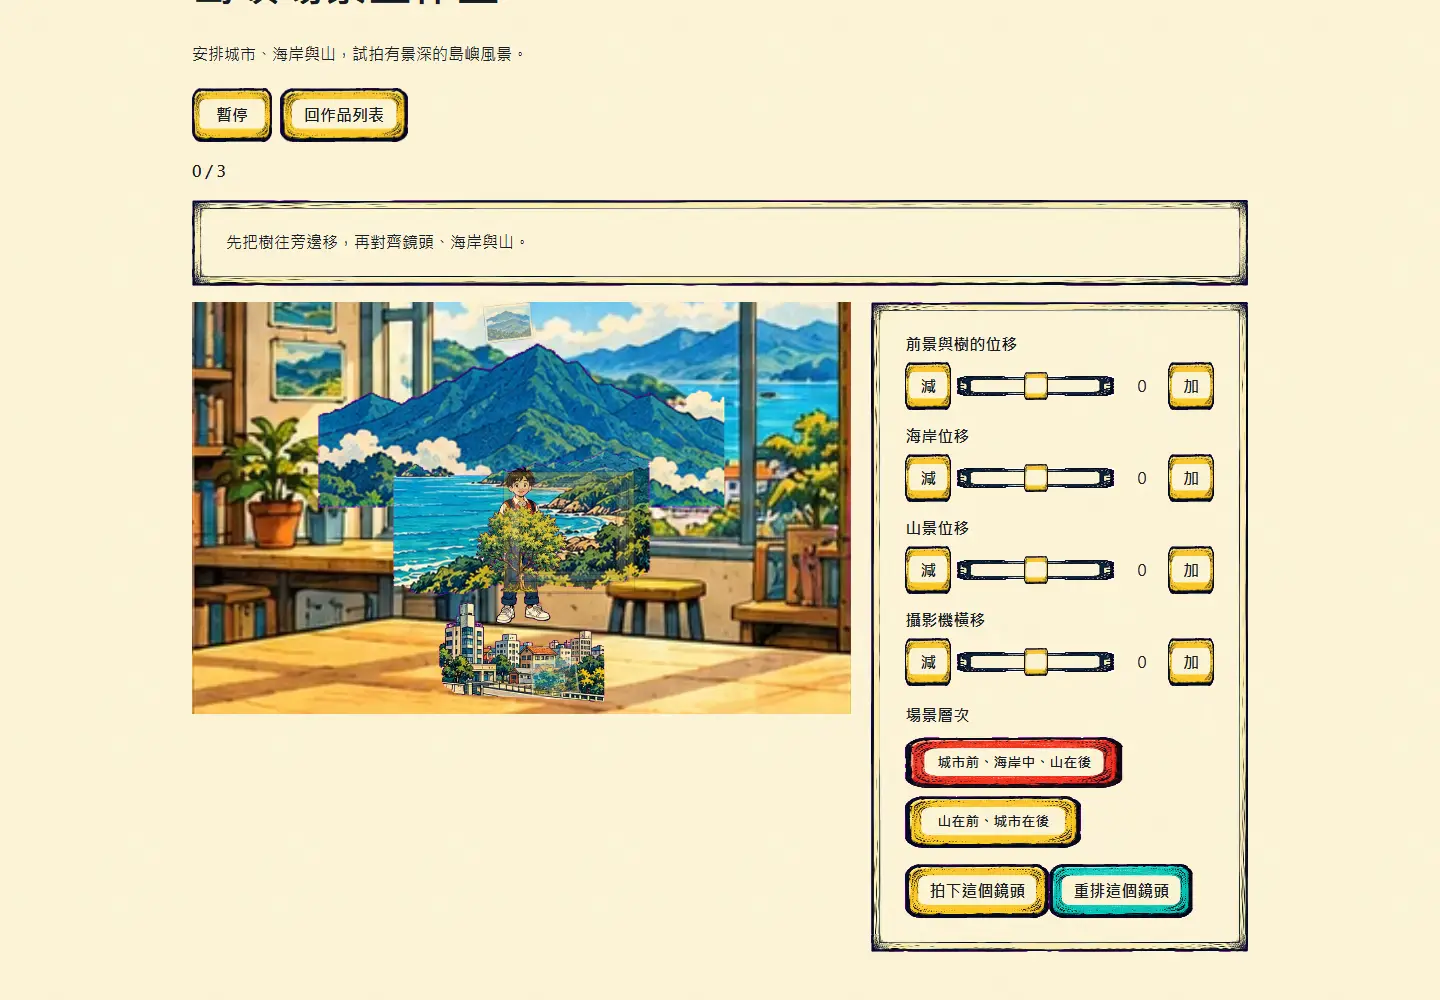 安排城市、海岸與山，試拍有景深的島嶼風景。
暫停
回作品列表
0 / 3
先把樹往旁邊移，再對齊鏡頭、海岸與山。
前景與樹的位移
減
0
加
海岸位移
減
0
加
山景位移
減
0
加
攝影機橫移
減
0
加
場景層次
城市前、海岸中、山在後
山在前、城市在後
拍下這個鏡頭
重排這個鏡頭